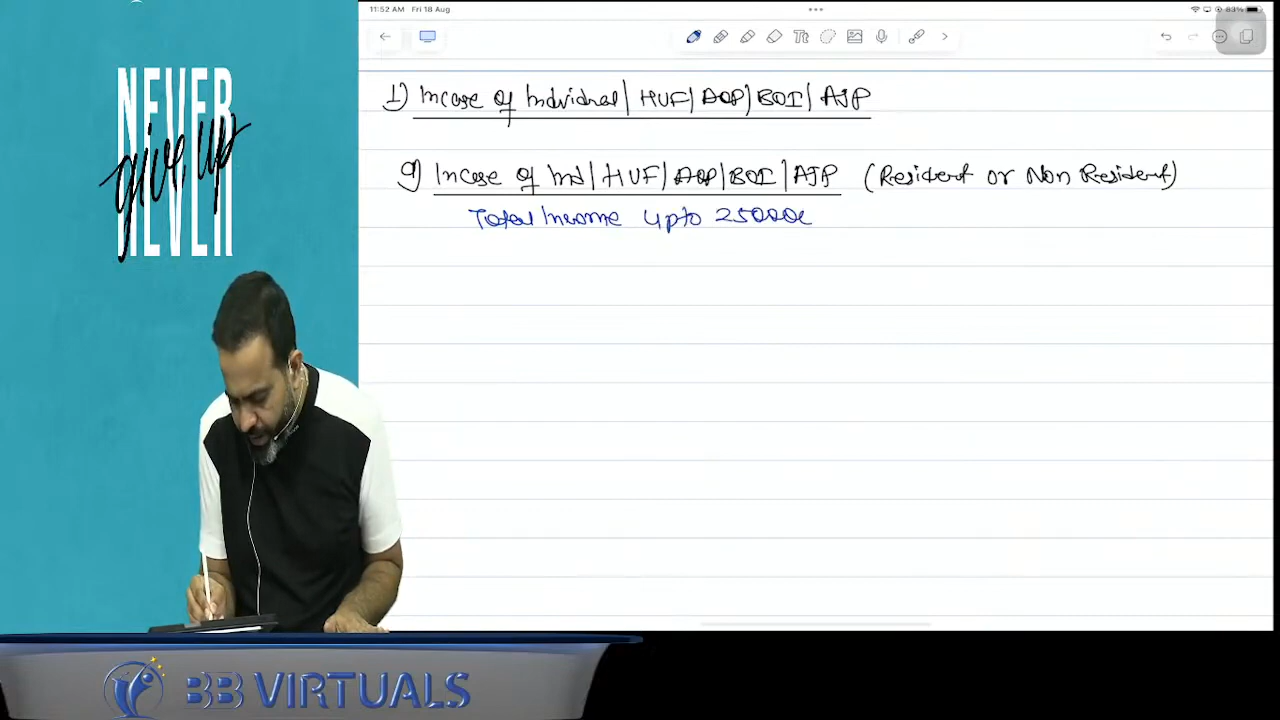 11:52 AM Fri 18 Aug
83%
NEVER
give up
NEVER
1) Incase of Individual | HUF | AOP | BOI | AJP
a) Incase of Ind | HUF | AOP | BOI | AJP (Resident or Non Resident)
Total Income upto 250000
BB VIRTUALS